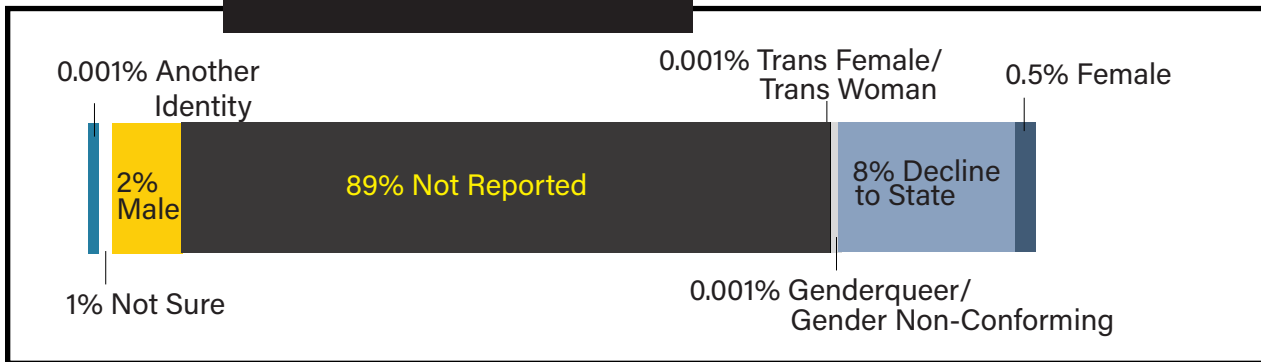 0.001% Another
Identity
0.001% Trans Female/
Trans Woman
0.5% Female
2%
Male
89% Not Reported
8% Decline
to State
1% Not Sure
0.001% Genderqueer/
Gender Non-Conforming